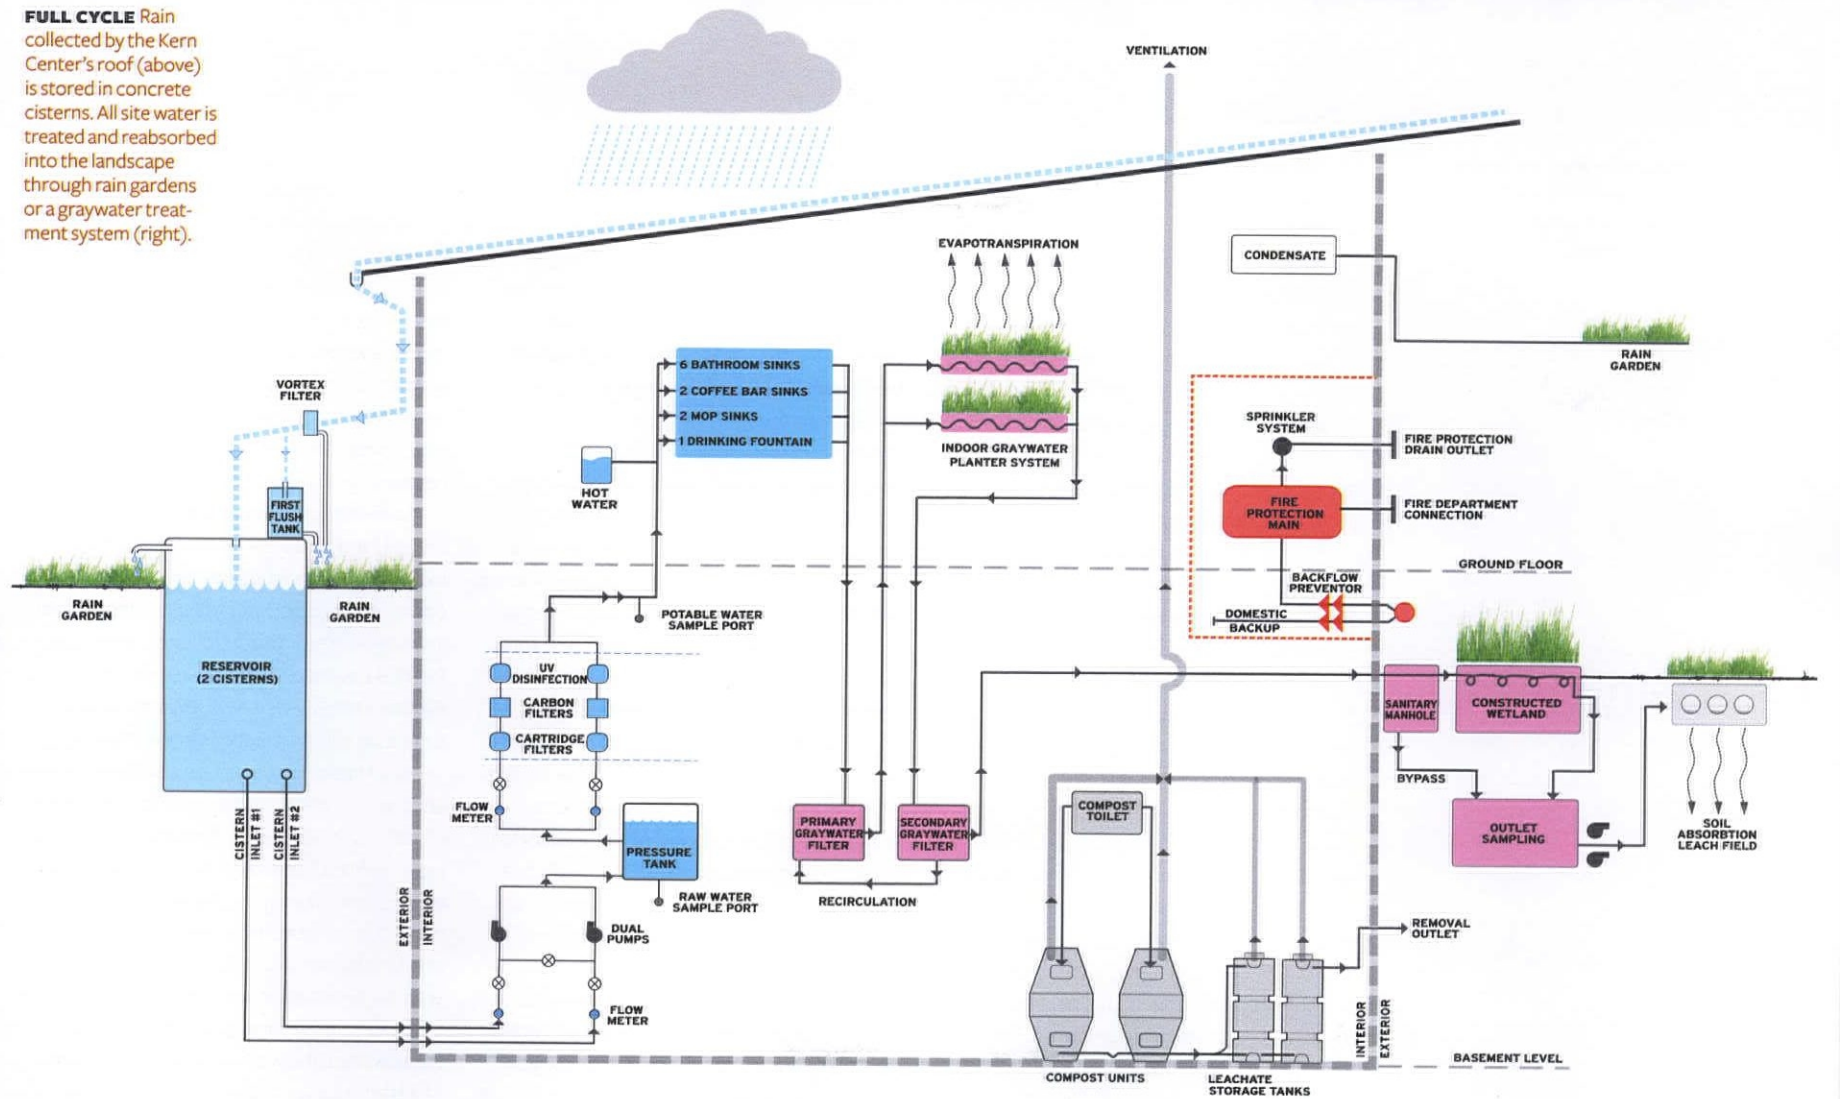 FULL CYCLE Rain
collected by the Kern
Center's roof (above)
is stored in concrete
cisterns. All site water is
treated and reabsorbed
into the landscape
through rain gardens
or a graywater treat-
ment system (right).
VENTILATION
EVAPOTRANSPIRATION
CONDENSATE
RAIN
GARDEN
VORTEX
FILTER
6 BATHROOM SINKS
2 COFFEE BAR SINKS
2 MOP SINKS
1 DRINKING FOUNTAIN
HOT
WATER
INDOOR GRAYWATER
PLANTER SYSTEM
SPRINKLER
SYSTEM
FIRE PROTECTION
DRAIN OUTLET
FIRE
PROTECTION
MAIN
FIRE DEPARTMENT
CONNECTION
FIRST
FLUSH
TANK
GROUND FLOOR
BACKFLOW
PREVENTOR
DOMESTIC
BACKUP
RAIN
GARDEN
RAIN
GARDEN
POTABLE WATER
SAMPLE PORT
RESERVOIR
(2 CISTERNS)
UV
DISINFECTION
CARBON
FILTERS
CARTRIDGE
FILTERS
SANITARY
MANHOLE
CONSTRUCTED
WETLAND
BYPASS
FLOW
METER
PRESSURE
TANK
PRIMARY
GRAYWATER
FILTER
SECONDARY
GRAYWATER
FILTER
COMPOST
TOILET
OUTLET
SAMPLING
SOIL
ABSORBTION
LEACH FIELD
CISTERN
INLET #1
CISTERN
INLET #2
RAW WATER
SAMPLE PORT
RECIRCULATION
EXTERIOR
INTERIOR
DUAL
PUMPS
REMOVAL
OUTLET
FLOW
METER
INTERIOR
EXTERIOR
BASEMENT LEVEL
COMPOST UNITS
LEACHATE
STORAGE TANKS